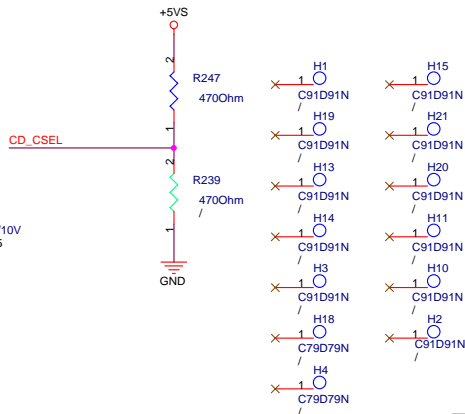 +5VS
2
R247
470Ohm
1
CD_CSEL
2
R239
470Ohm
/
1
GND
/10V
1 H1
C91D91N
/
1 H15
C91D91N
/
1 H19
C91D91N
/
1 H21
C91D91N
/
1 H13
C91D91N
/
1 H20
C91D91N
/
1 H14
C91D91N
/
1 H11
C91D91N
/
1 H3
C91D91N
/
1 H10
C91D91N
/
1 H18
C79D79N
/
1 H2
C91D91N
/
1 H4
C79D79N
/